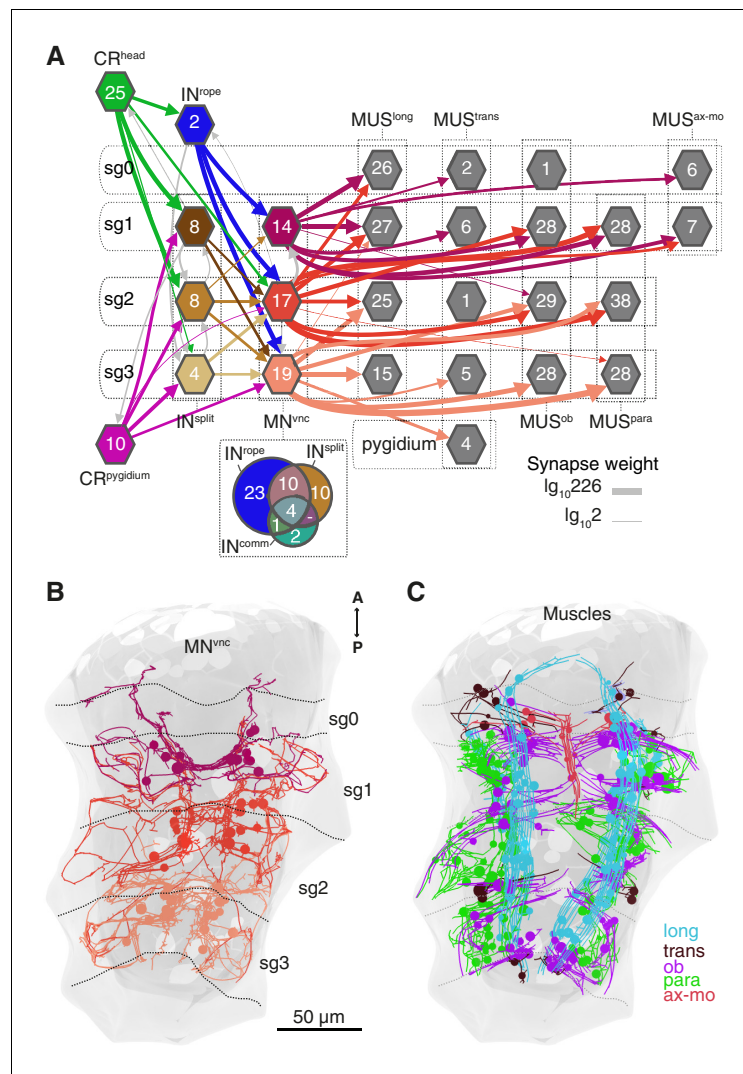 A
CR^head
25
IN^rope
2
MUS^long
MUS^trans
MUS^ax-mo
sg0
26
2
1
6
sg1
8
14
27
6
28
28
7
sg2
8
17
25
1
29
38
sg3
4
19
15
5
28
28
IN^split
MN^vnc
MUS^ob
MUS^para
10
CR^pygidium
pygidium
4
IN^rope
IN^split
23
10
10
4
-
1
2
IN^comm
Synapse weight
lg₁₀226
lg₁₀2
B
MN^vnc
A
P
sg0
sg1
sg2
sg3
50 µm
C
Muscles
long
trans
ob
para
ax-mo